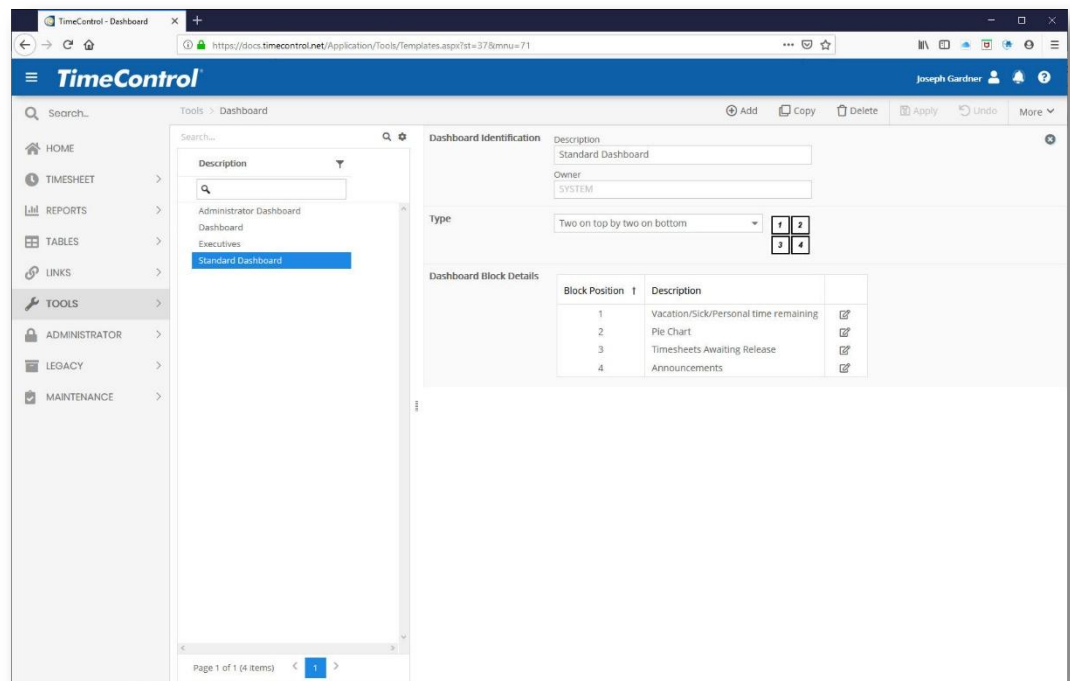 TimeControl - Dashboard
https://docs.timecontrol.net/Application/Tools/Templates.aspx?st=37&mnu=71
TimeControl
Joseph Gardner
Search...
Tools > Dashboard
Add
Copy
Delete
Apply
Undo
More
HOME
TIMESHEET
REPORTS
TABLES
LINKS
TOOLS
ADMINISTRATOR
LEGACY
MAINTENANCE
Search...
Description
Administrator Dashboard
Dashboard
Executives
Standard Dashboard
Page 1 of 1 (4 items) < 1 >
Dashboard Identification
Description
Standard Dashboard
Owner
SYSTEM
Type
Two on top by two on bottom
1 2
3 4
Dashboard Block Details
Block Position ↑ Description
1 Vacation/Sick/Personal time remaining
2 Pie Chart
3 Timesheets Awaiting Release
4 Announcements